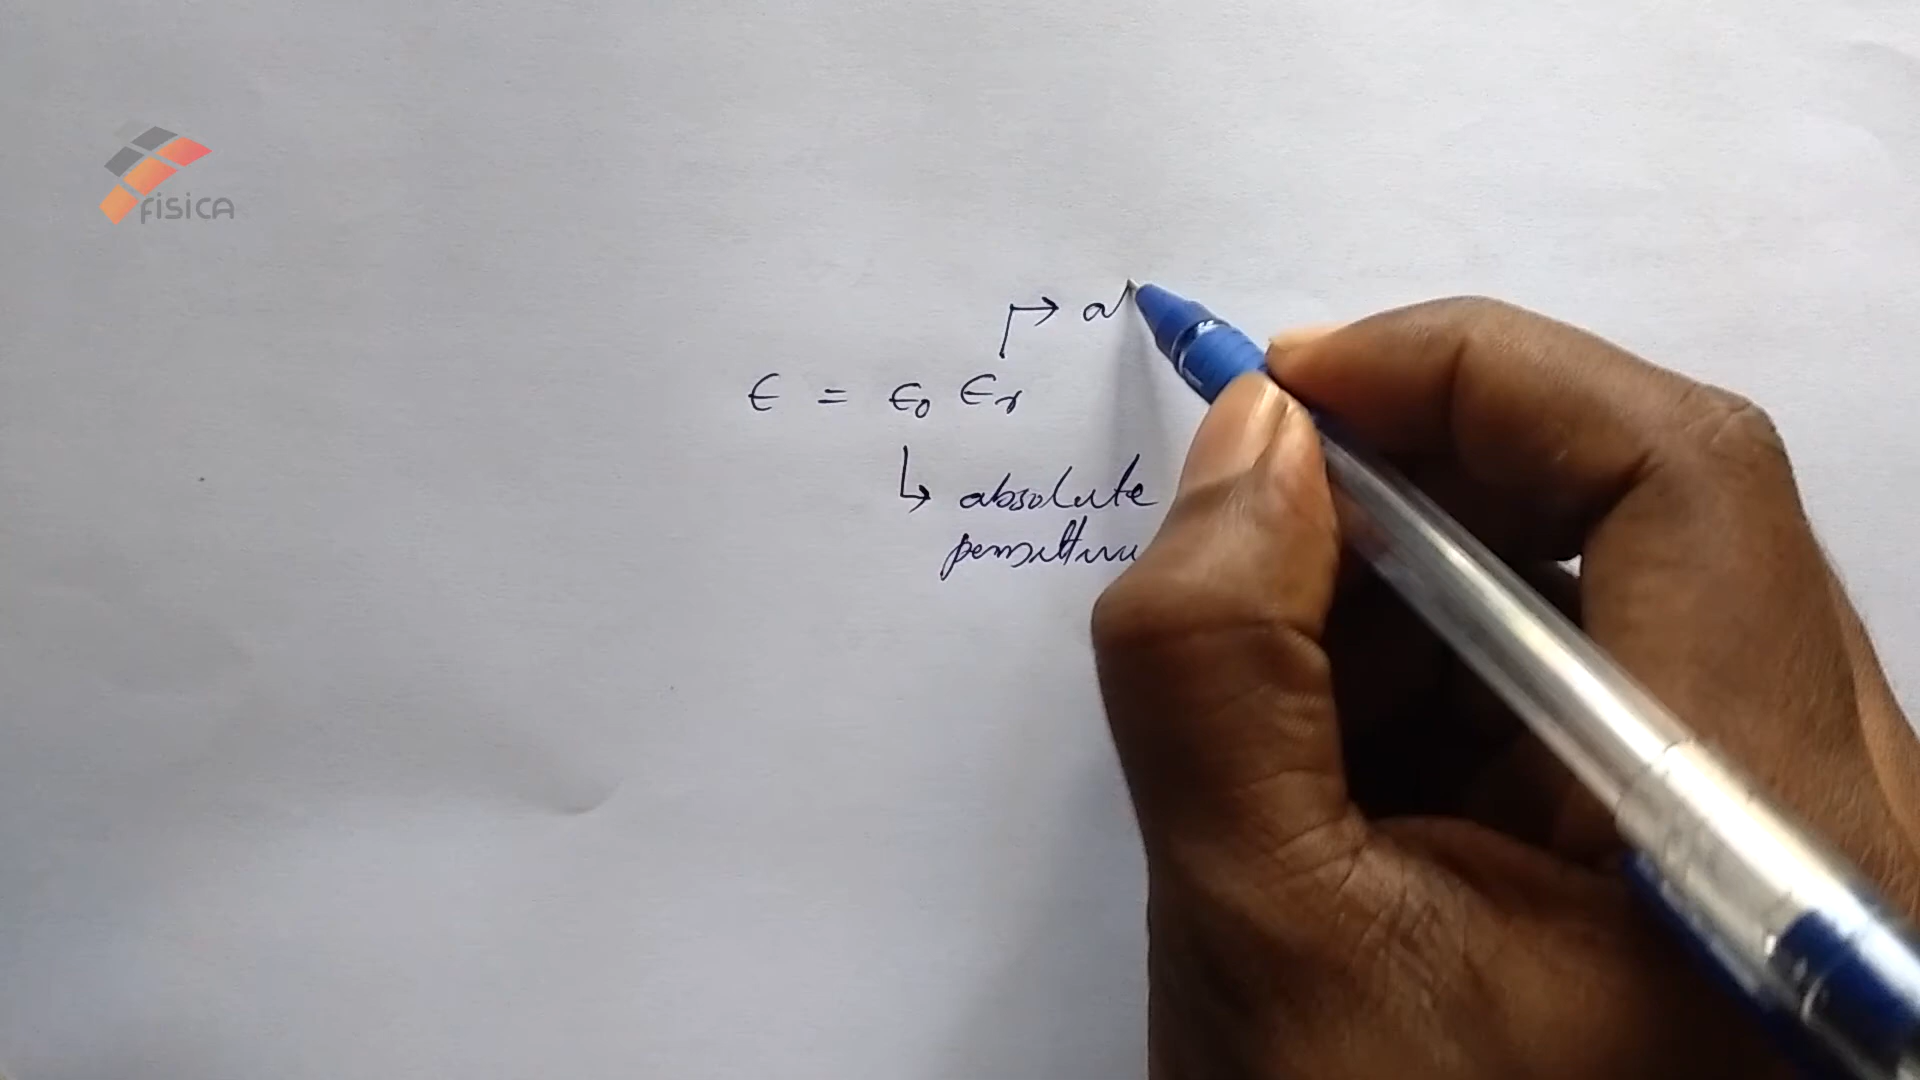 fisica
→ a
ϵ = ϵ₀ ϵᵣ
↳ absolute